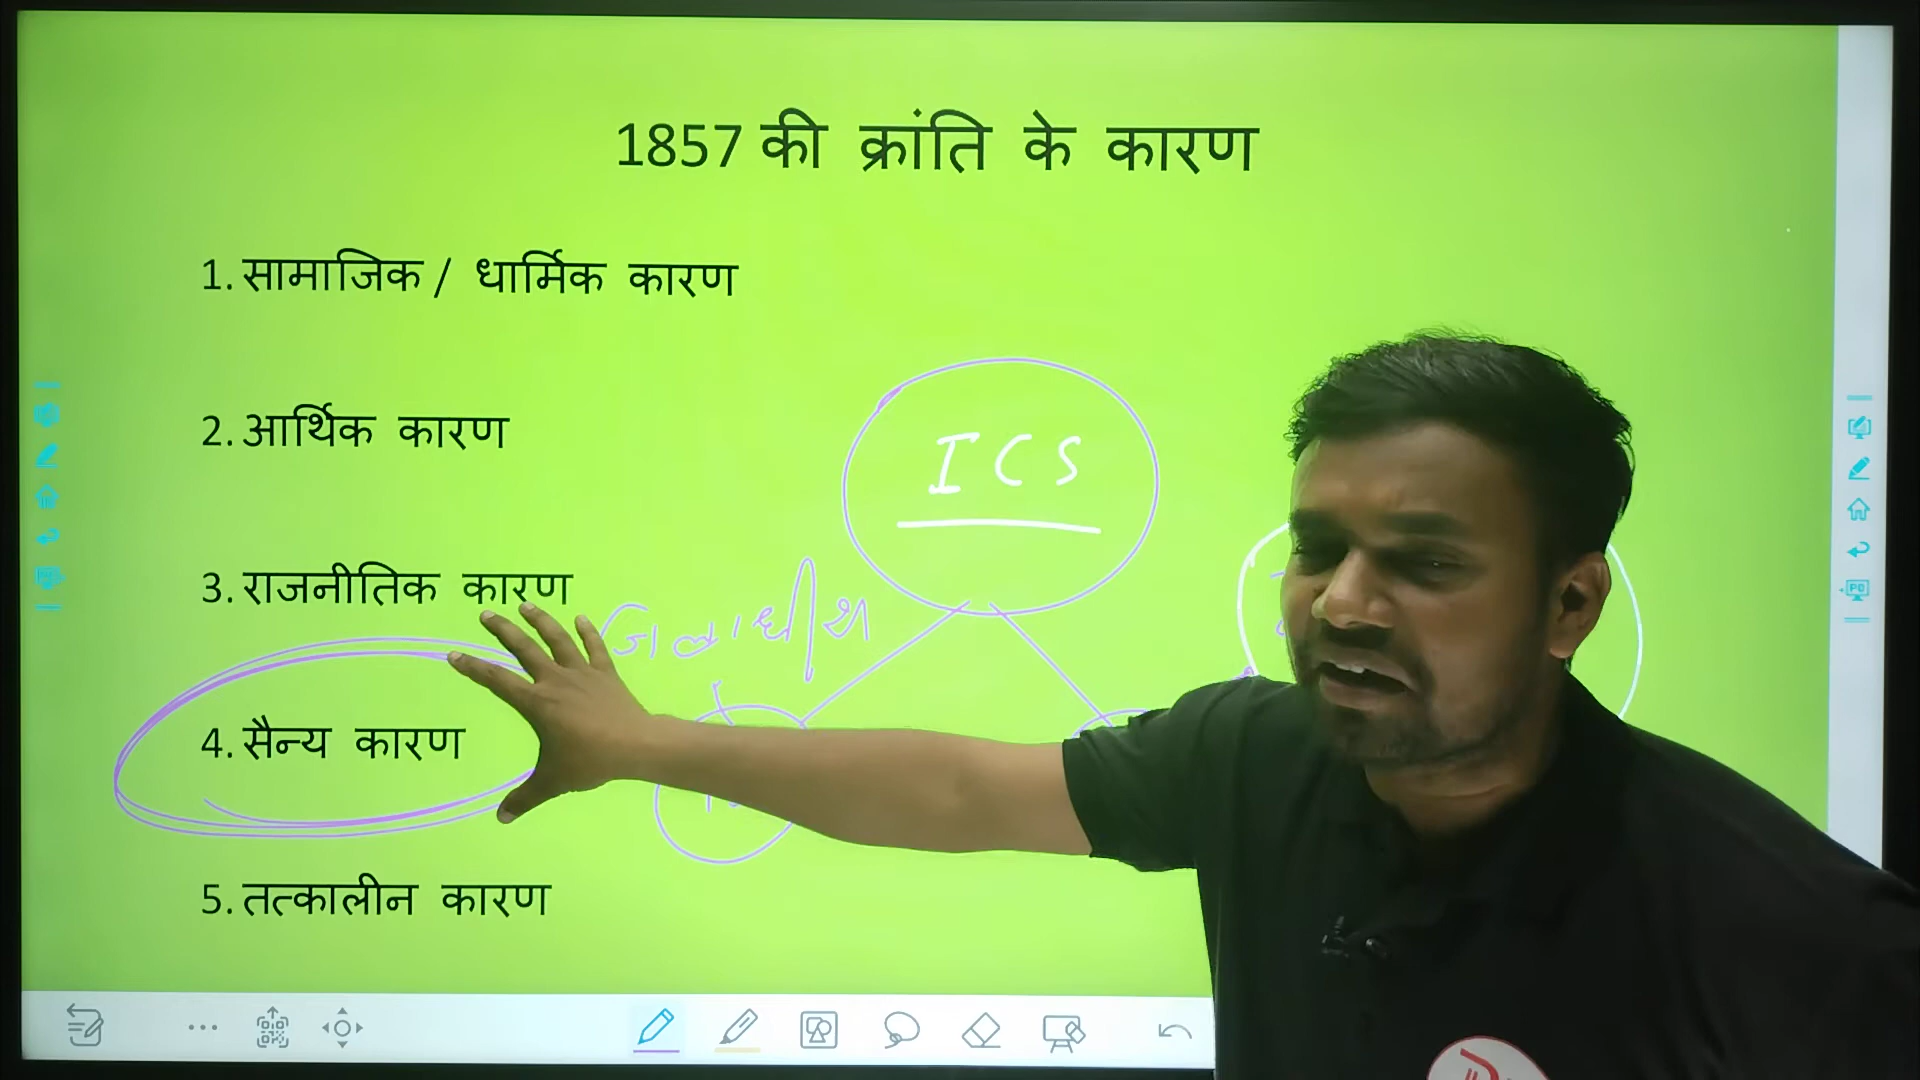 1857 की क्रांति के कारण
1. सामाजिक / धार्मिक कारण
2. आर्थिक कारण
ICS
3. राजनीतिक कारण
4. सैन्य कारण
5. तत्कालीन कारण